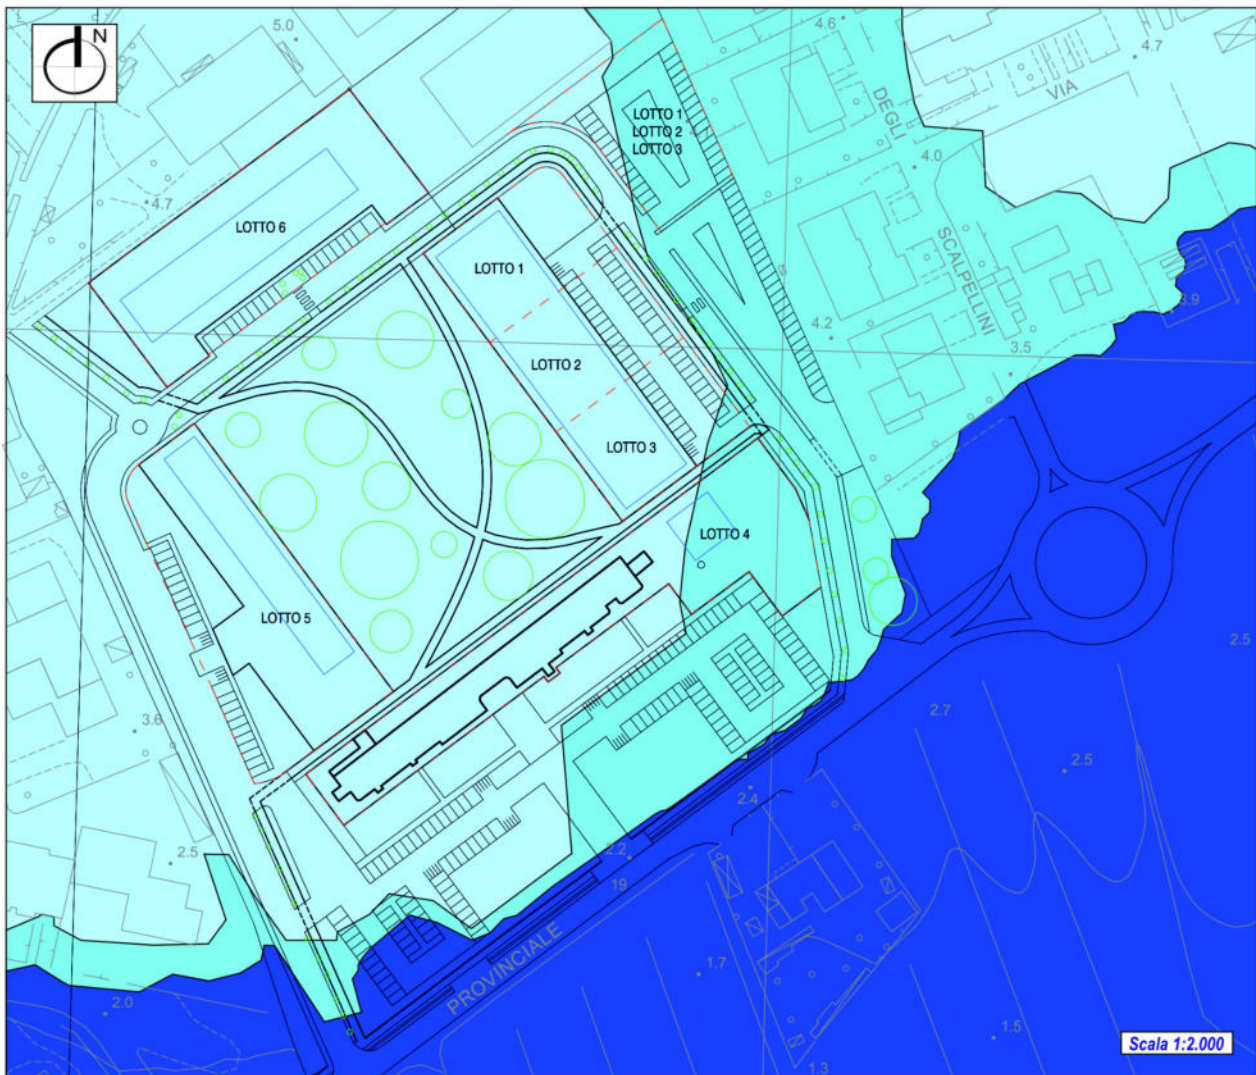 N
5.0
4.6
4.7
VIA
DEGLI
LOTTO 1
LOTTO 2
LOTTO 3
4.0
4.7
LOTTO 6
SCALPELLINI
LOTTO 1
3.9
4.2
3.5
LOTTO 2
LOTTO 3
LOTTO 4
LOTTO 5
2.5
3.6
2.7
2.5
2.4
2.5
2.2
19
PROVINCIALE
1.7
2.0
1.5
1.3
Scala 1:2.000